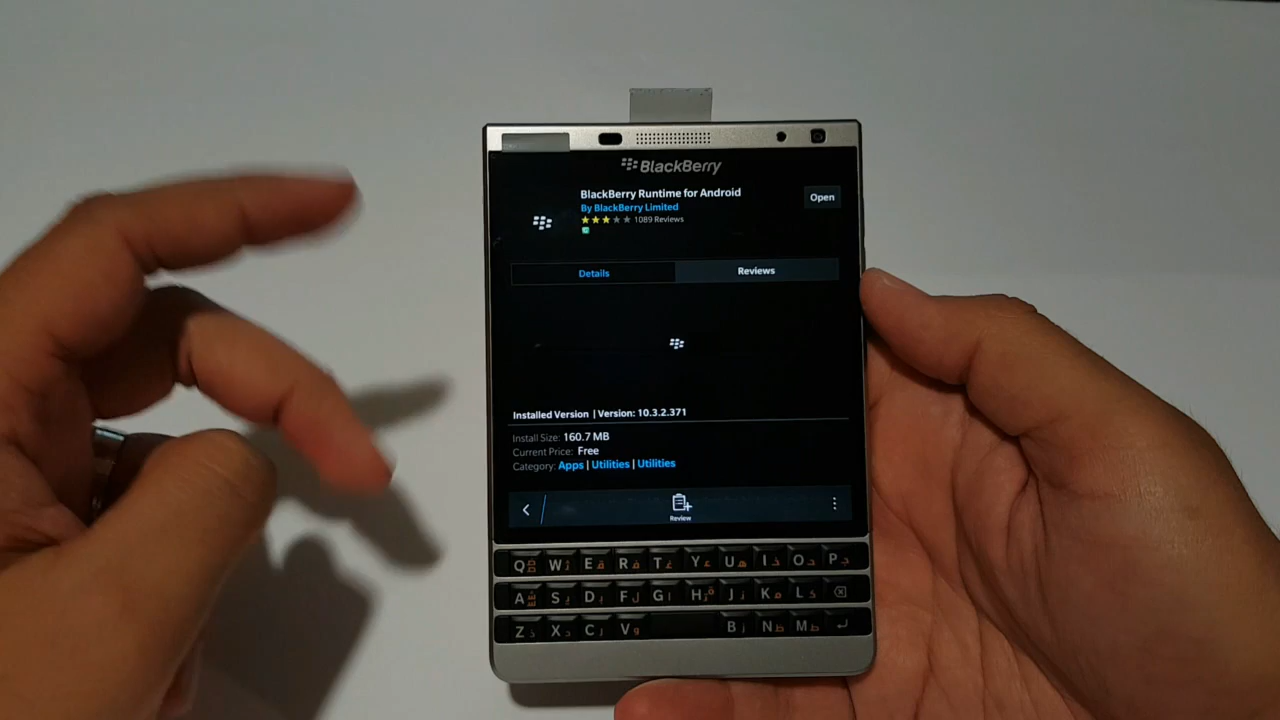 BlackBerry
BlackBerry Runtime for Android
Open
By BlackBerry Limited
1089 Reviews
Details
Reviews
Installed Version | Version: 10.3.2.371
Install Size: 160.7 MB
Current Price: Free
Category: Apps | Utilities | Utilities
Review
Q W E R T Y U I O P
A S D F G H J K L
Z X C V B N M